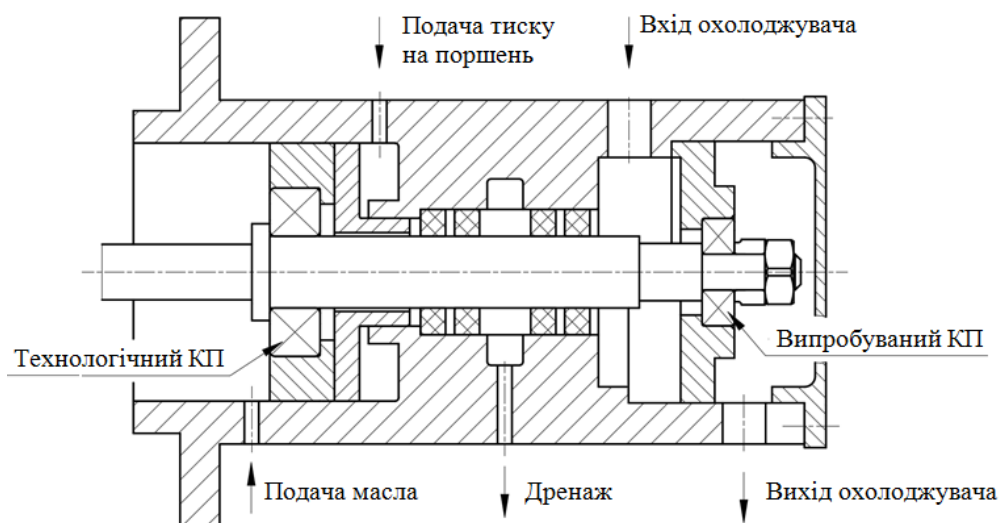 Подача тиску
на поршень
Вхід охолоджувача
Технологічний КП
Випробуваний КП
Подача масла
Дренаж
Вихід охолоджувача